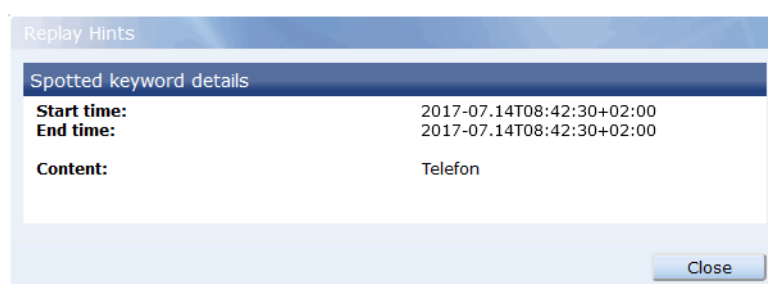 Replay Hints
Spotted keyword details
Start time: 2017-07.14T08:42:30+02:00
End time: 2017-07.14T08:42:30+02:00
Content: Telefon
Close